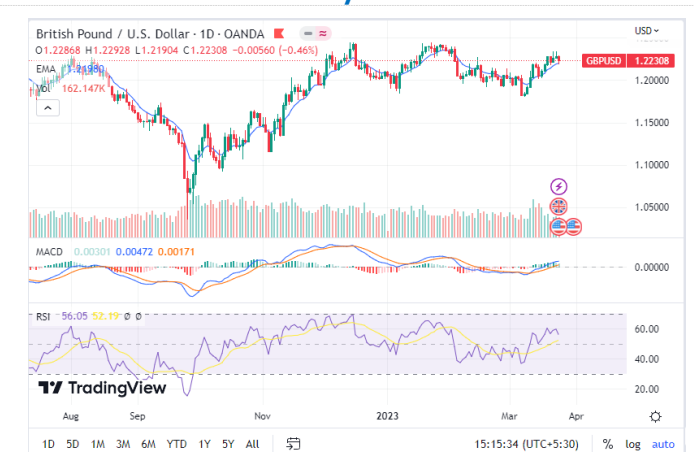 British Pound / U.S. Dollar · 1D · OANDA
USD
O1.22868 H1.22928 L1.21904 C1.22308 −0.00560 (−0.46%)
EMA 1.21980
Vol 162.147K
GBPUSD 1.22308
1.20000
1.15000
1.10000
1.05000
MACD 0.00301 0.00472 0.00171
0.00000
RSI 56.05 52.19 ø ø
60.00
40.00
20.00
TradingView
Aug Sep Nov 2023 Mar Apr
1D 5D 1M 3M 6M YTD 1Y 5Y All 15:15:34 (UTC+5:30) % log auto